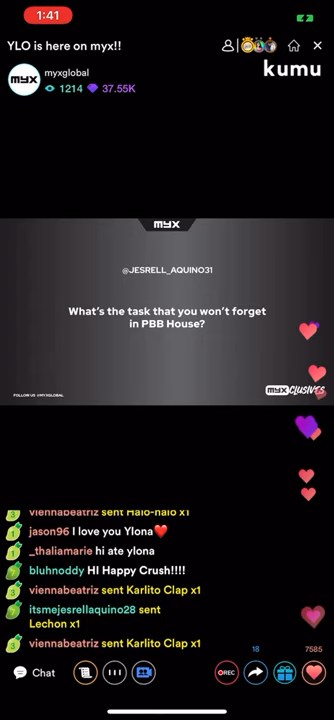 1:41
YLO is here on myx!!
kumu
myx
myxglobal
1214 37.55K
myx
@JESRELL_AQUINO31
What's the task that you won't forget
in PBB House?
FOLLOW US @MYXGLOBAL
myx CLUSIVES
viennabeatriz sent Halo-halo x1
jason96 I love you Ylona❤️
_thaliamarie hi ate ylona
bluhnoddy HI Happy Crush!!!!
viennabeatriz sent Karlito Clap x1
itsmejesrellaquino28 sent
Lechon x1
viennabeatriz sent Karlito Clap x1
18
7585
Chat
REC